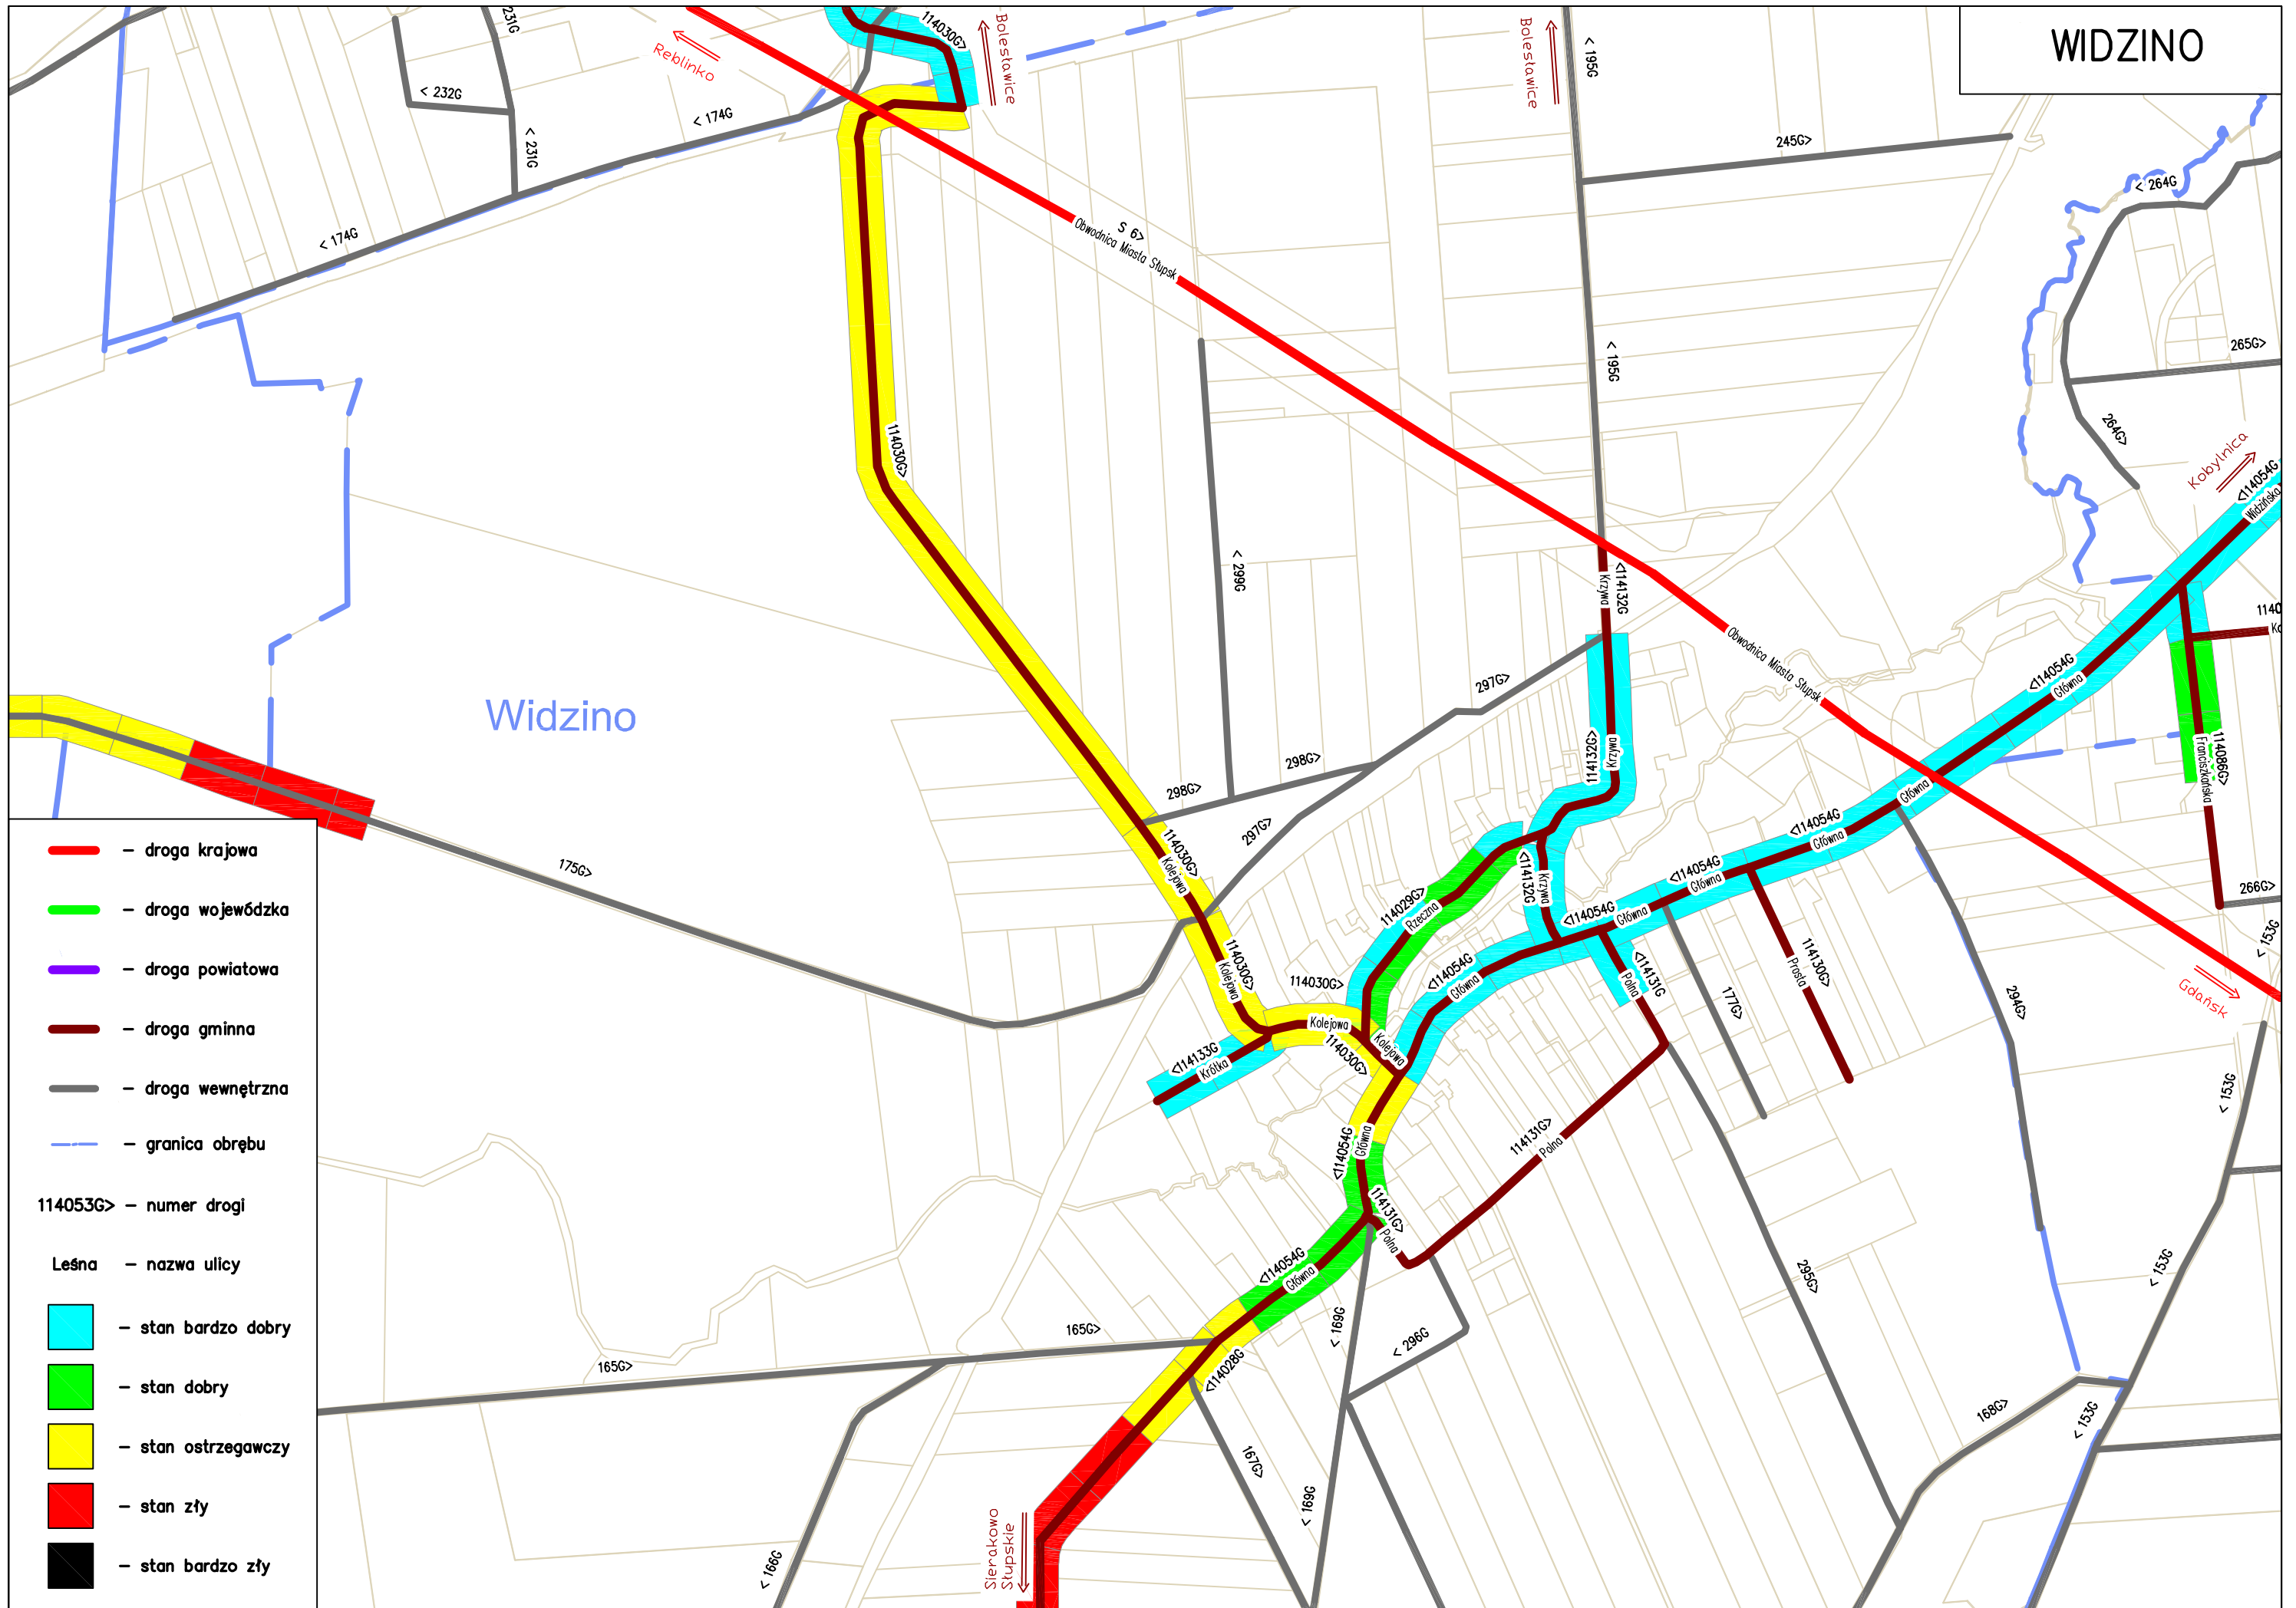 WIDZINO
231G
114030G>
Bolesławice
Reblinko
Bolesławice
< 195G
< 232G
< 174G
< 231G
245G>
< 264G
< 174G
S 6>
Obwodnica Miasta Słupsk
< 195G
265G>
264G>
114030G>
Kobylnica
<114054G
Widzińska
< 299G
<114132G
Krzywa
1140
Obwodnica Miasta Słupsk
Widzino
297G>
<114054G
Główna
114132G>
Krzywa
114086G>
Franciszkańska
298G>
298G>
Główna
297G>
<114054G
Główna
175G>
114030G>
Kolejowa
<114132G
Krzywa
<114054G
Główna
114029G>
Rzeczna
<114054G
Główna
266G>
< 153G
114030G>
Kolejowa
114030G>
<114054G
Główna
<114131G
Polna
114130G>
Prosta
177G>
Gdańsk
294G>
Kolejowa
Kolejowa
114030G>
<114133G
Krótka
< 153G
114131G>
Polna
<114054G
Główna
114131G>
Polna
<114054G
Główna
295G>
< 153G
165G>
165G>
< 169G
< 296G
<114028G
168G>
< 153G
167G>
< 169G
Sierakowo
Słupskie
< 166G
– droga krajowa
– droga wojewódzka
– droga powiatowa
– droga gminna
– droga wewnętrzna
– granica obrębu
114053G> – numer drogi
Leśna – nazwa ulicy
– stan bardzo dobry
– stan dobry
– stan ostrzegawczy
– stan zły
– stan bardzo zły